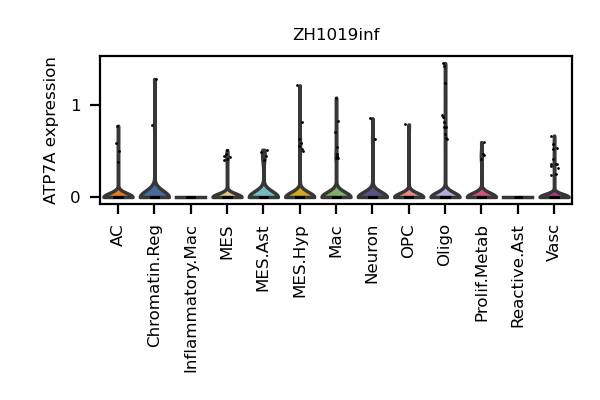 ZH1019inf
ATP7A expression
1
0
AC
Chromatin.Reg
Inflammatory.Mac
MES
MES.Ast
MES.Hyp
Mac
Neuron
OPC
Oligo
Prolif.Metab
Reactive.Ast
Vasc